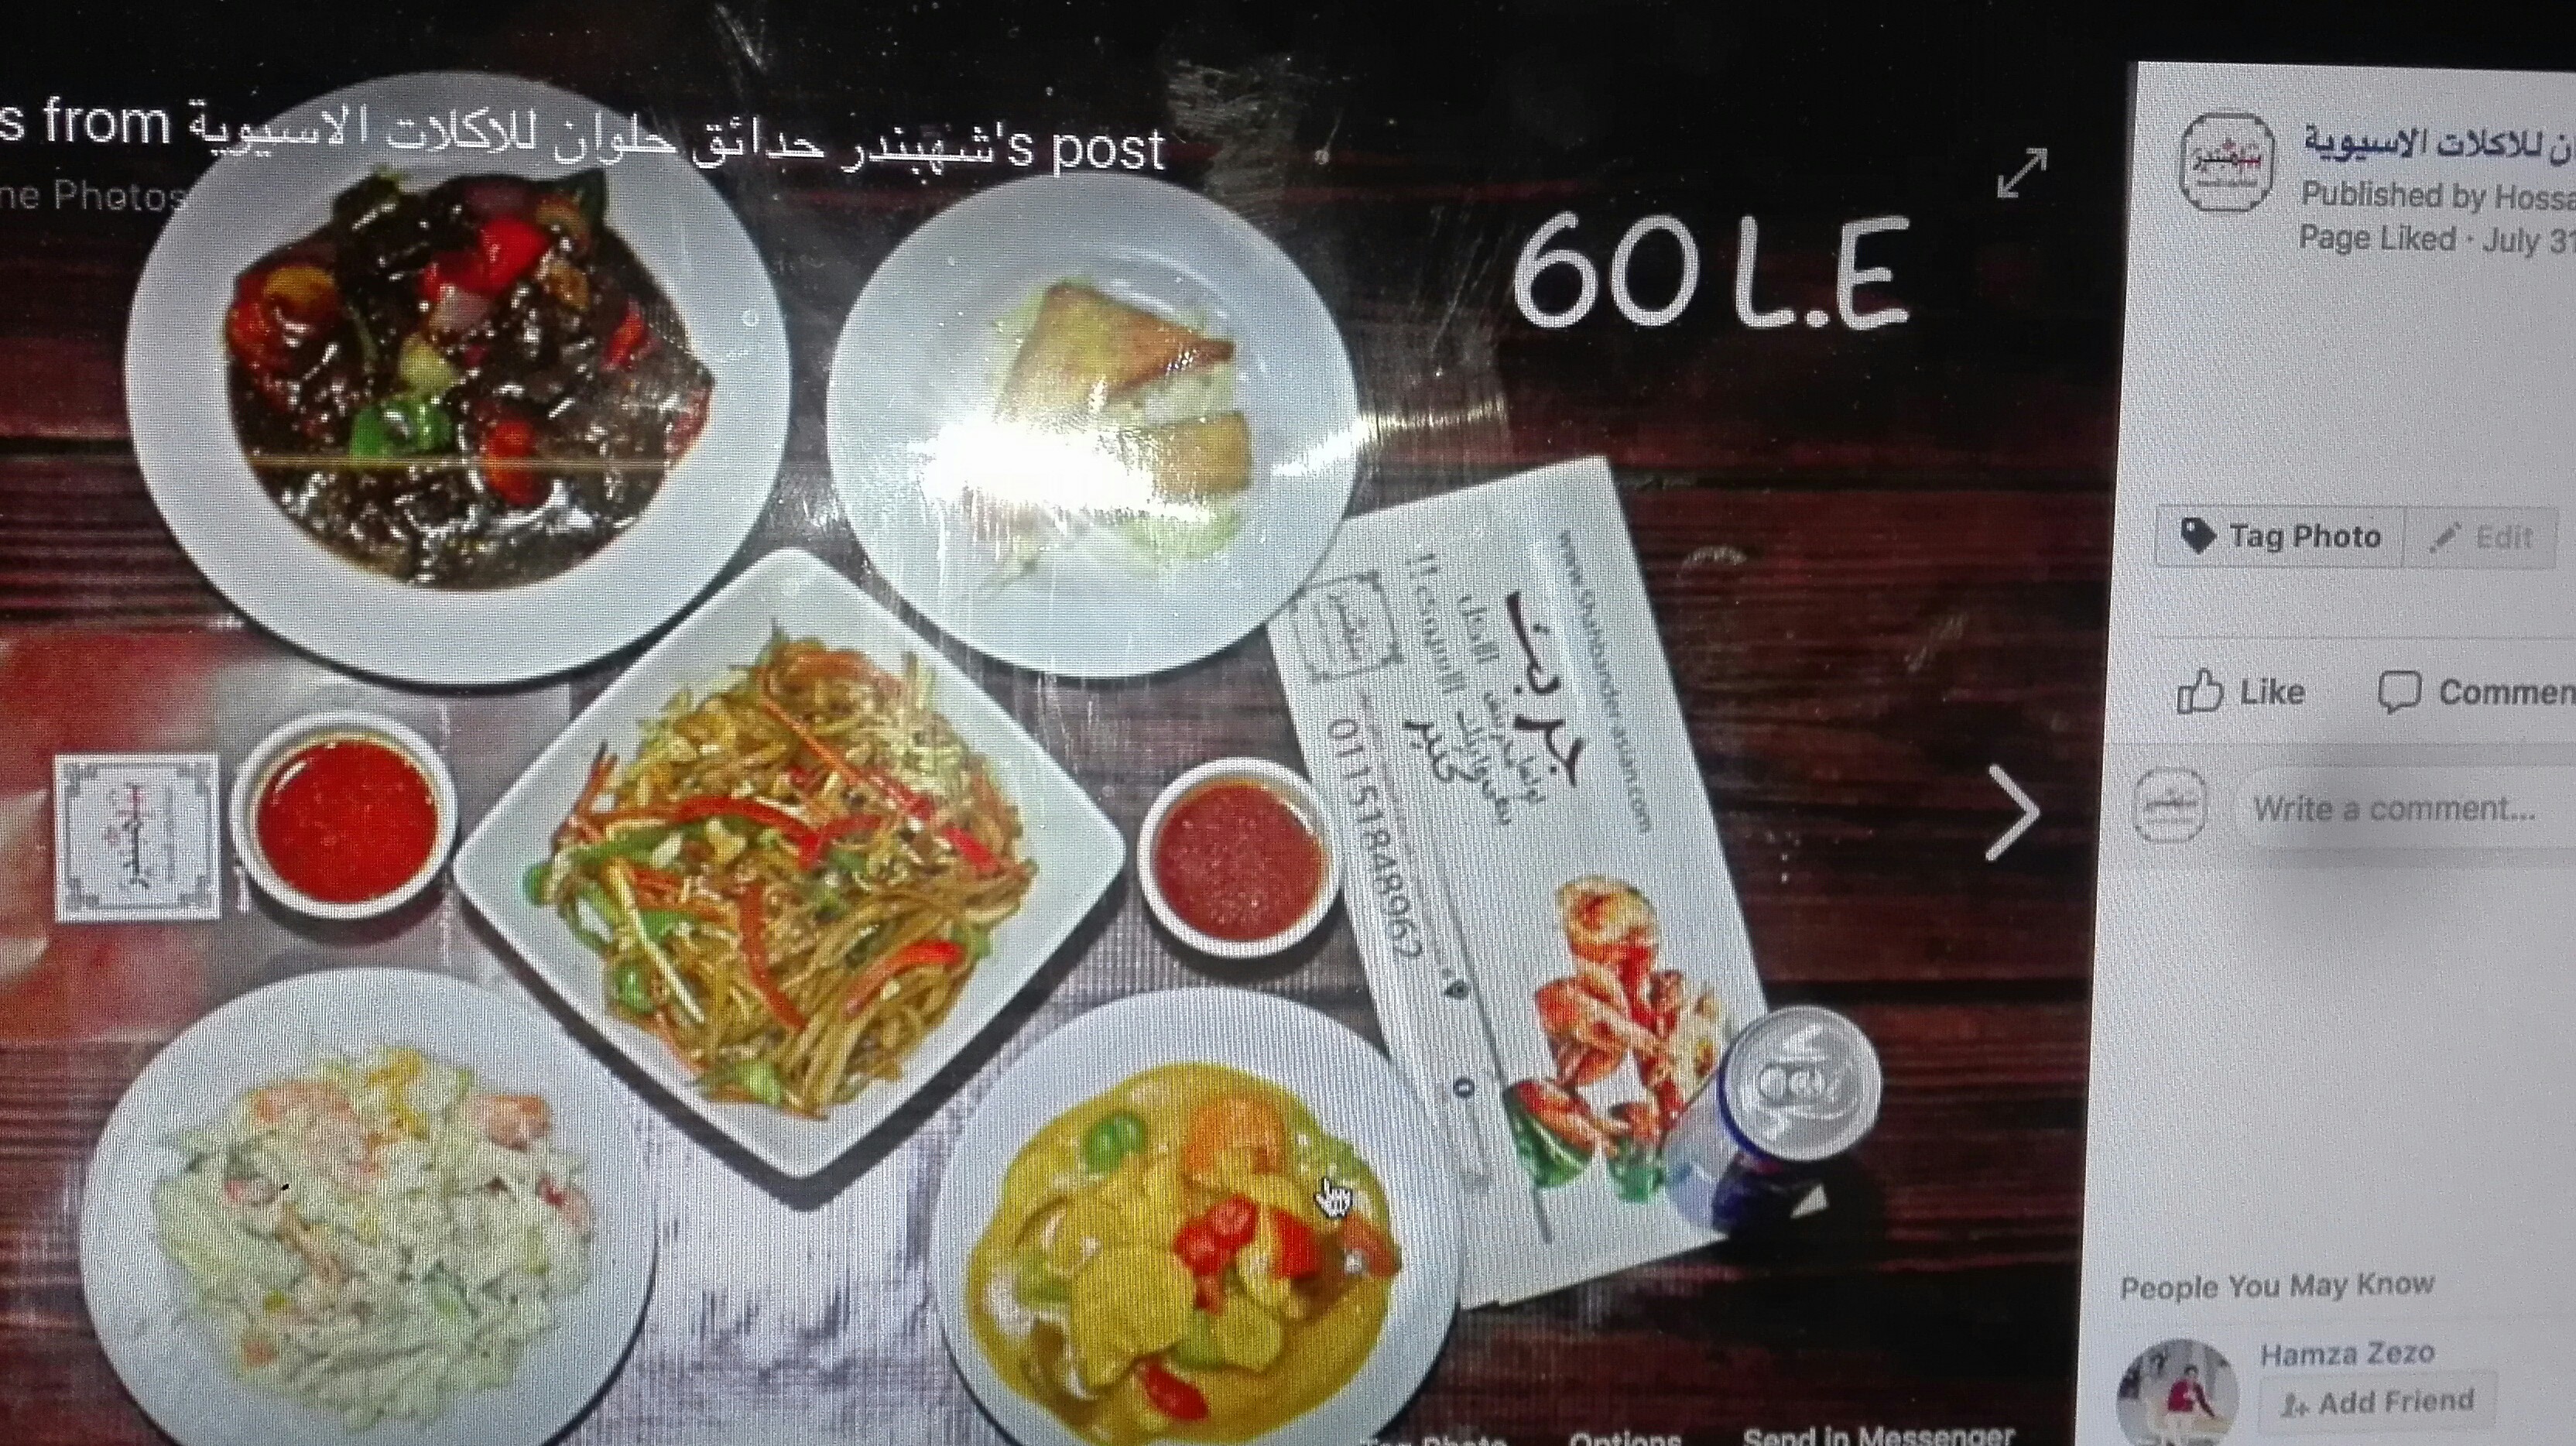 s from شهبندر حدائق حلوان للاكلات الاسيوية's post
ne Photos
60 L.E
www.Shahbanderasian.com
جربت
01151848962
ن للاكلات الاسيوية
Published by Hossa
Page Liked · July 31
Tag Photo
Edit
Like
Commen
Write a comment...
People You May Know
Hamza Zezo
Add Friend
Tag Photo
Options
Send in Messenger